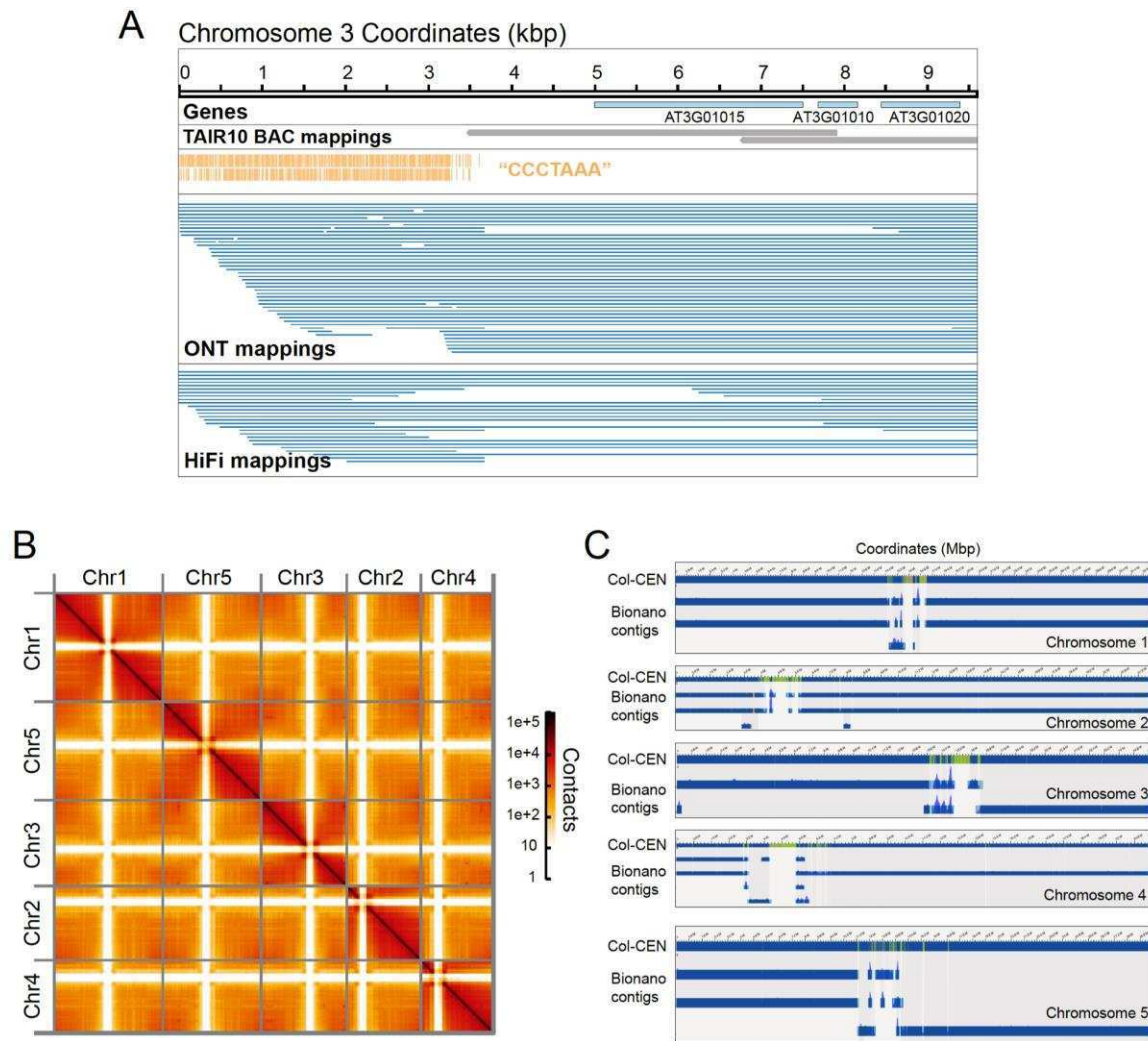 A
Chromosome 3 Coordinates (kbp)
0 1 2 3 4 5 6 7 8 9
Genes
AT3G01015 AT3G01010 AT3G01020
TAIR10 BAC mappings
“CCCTAAA”
ONT mappings
HiFi mappings
B
Chr1 Chr5 Chr3 Chr2 Chr4
Chr1
Chr5
Chr3
Chr2
Chr4
1e+5
1e+4
1e+3
1e+2
10
1
Contacts
C
Coordinates (Mbp)
Col-CEN
Bionano
contigs
Chromosome 1
Col-CEN
Bionano
contigs
Chromosome 2
Col-CEN
Bionano
contigs
Chromosome 3
Col-CEN
Bionano
contigs
Chromosome 4
Col-CEN
Bionano
contigs
Chromosome 5